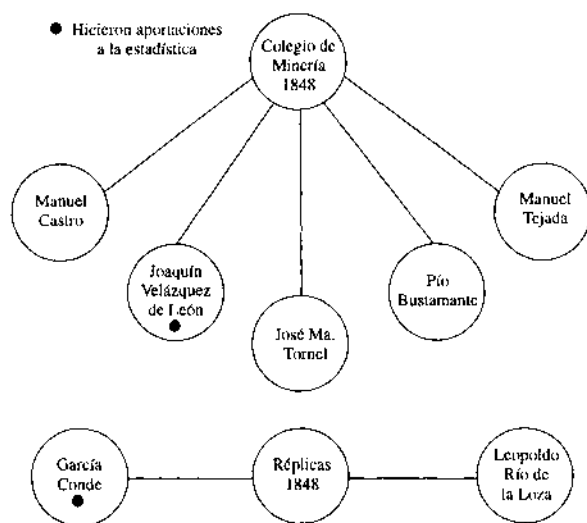 ● Hicieron aportaciones
a la estadística
Colegio de
Minería
1848
Manuel
Castro
Manuel
Tejada
Joaquín
Velázquez
de León
Pío
Bustamante
José Ma.
Tornel
García
Conde
Réplicas
1848
Leopoldo
Río de
la Loza